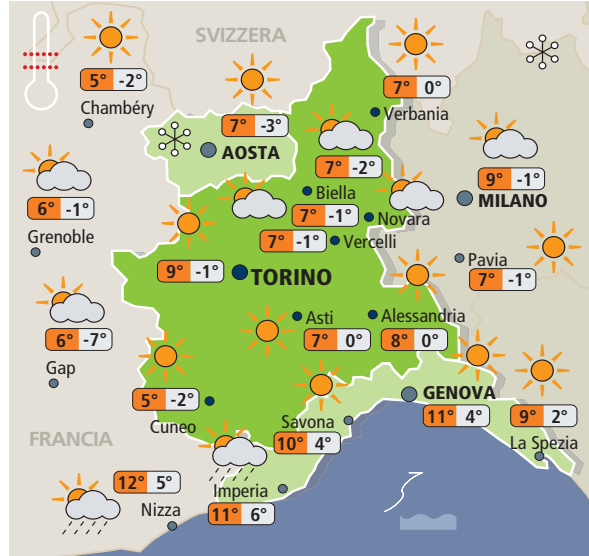 SVIZZERA
5° -2°
Chambéry
7° -3°
AOSTA
7° 0°
Verbania
7° -2°
Biella
9° -1°
MILANO
6° -1°
Grenoble
7° -1°
Novara
7° -1°
Vercelli
9° -1°
TORINO
Pavia
7° -1°
6° -7°
Gap
Asti
7° 0°
Alessandria
8° 0°
5° -2°
Cuneo
GENOVA
11° 4°
9° 2°
La Spezia
Savona
10° 4°
FRANCIA
12° 5°
Nizza
Imperia
11° 6°